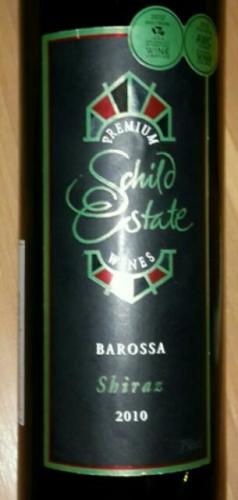 PREMIUM
Schild
Estate
WINES
BAROSSA
Shiraz
2010